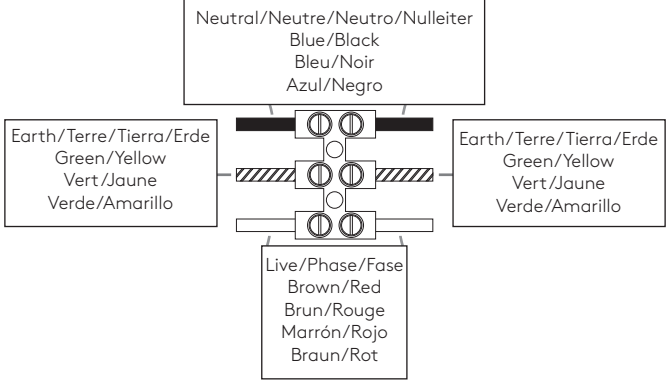 Neutral/Neutre/Neutro/Nulleiter
Blue/Black
Bleu/Noir
Azul/Negro
Earth/Terre/Tierra/Erde
Green/Yellow
Vert/Jaune
Verde/Amarillo
Earth/Terre/Tierra/Erde
Green/Yellow
Vert/Jaune
Verde/Amarillo
Live/Phase/Fase
Brown/Red
Brun/Rouge
Marrón/Rojo
Braun/Rot